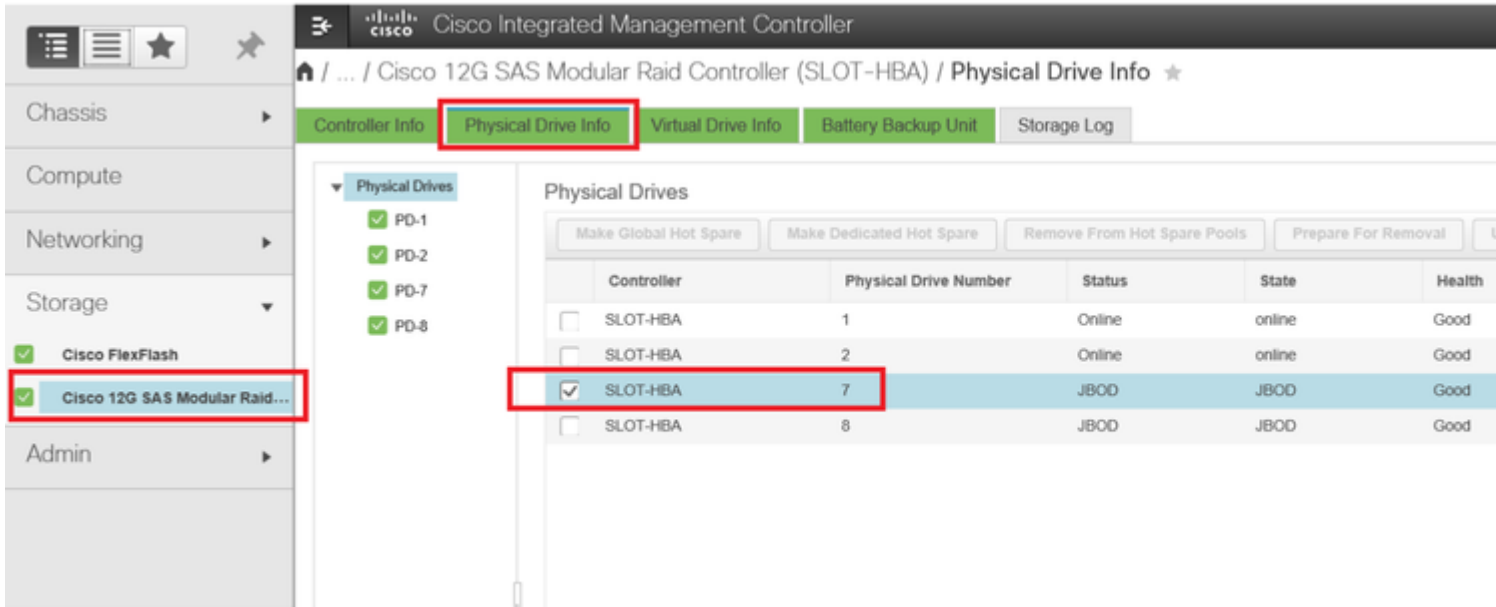 cisco Cisco Integrated Management Controller
/ ... / Cisco 12G SAS Modular Raid Controller (SLOT-HBA) / Physical Drive Info
Chassis
Compute
Networking
Storage
Cisco FlexFlash
Cisco 12G SAS Modular Raid...
Admin
Controller Info Physical Drive Info Virtual Drive Info Battery Backup Unit Storage Log
Physical Drives
PD-1
PD-2
PD-7
PD-8
Physical Drives
Make Global Hot Spare Make Dedicated Hot Spare Remove From Hot Spare Pools Prepare For Removal
Controller Physical Drive Number Status State Health
SLOT-HBA 1 Online online Good
SLOT-HBA 2 Online online Good
SLOT-HBA 7 JBOD JBOD Good
SLOT-HBA 8 JBOD JBOD Good